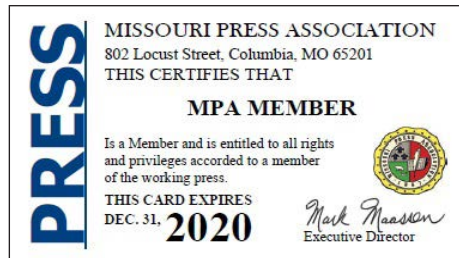 PRESS
MISSOURI PRESS ASSOCIATION
802 Locust Street, Columbia, MO 65201
THIS CERTIFIES THAT
MPA MEMBER
Is a Member and is entitled to all rights
and privileges accorded to a member
of the working press.
THIS CARD EXPIRES
DEC. 31, 2020
Mark Maassen
Executive Director